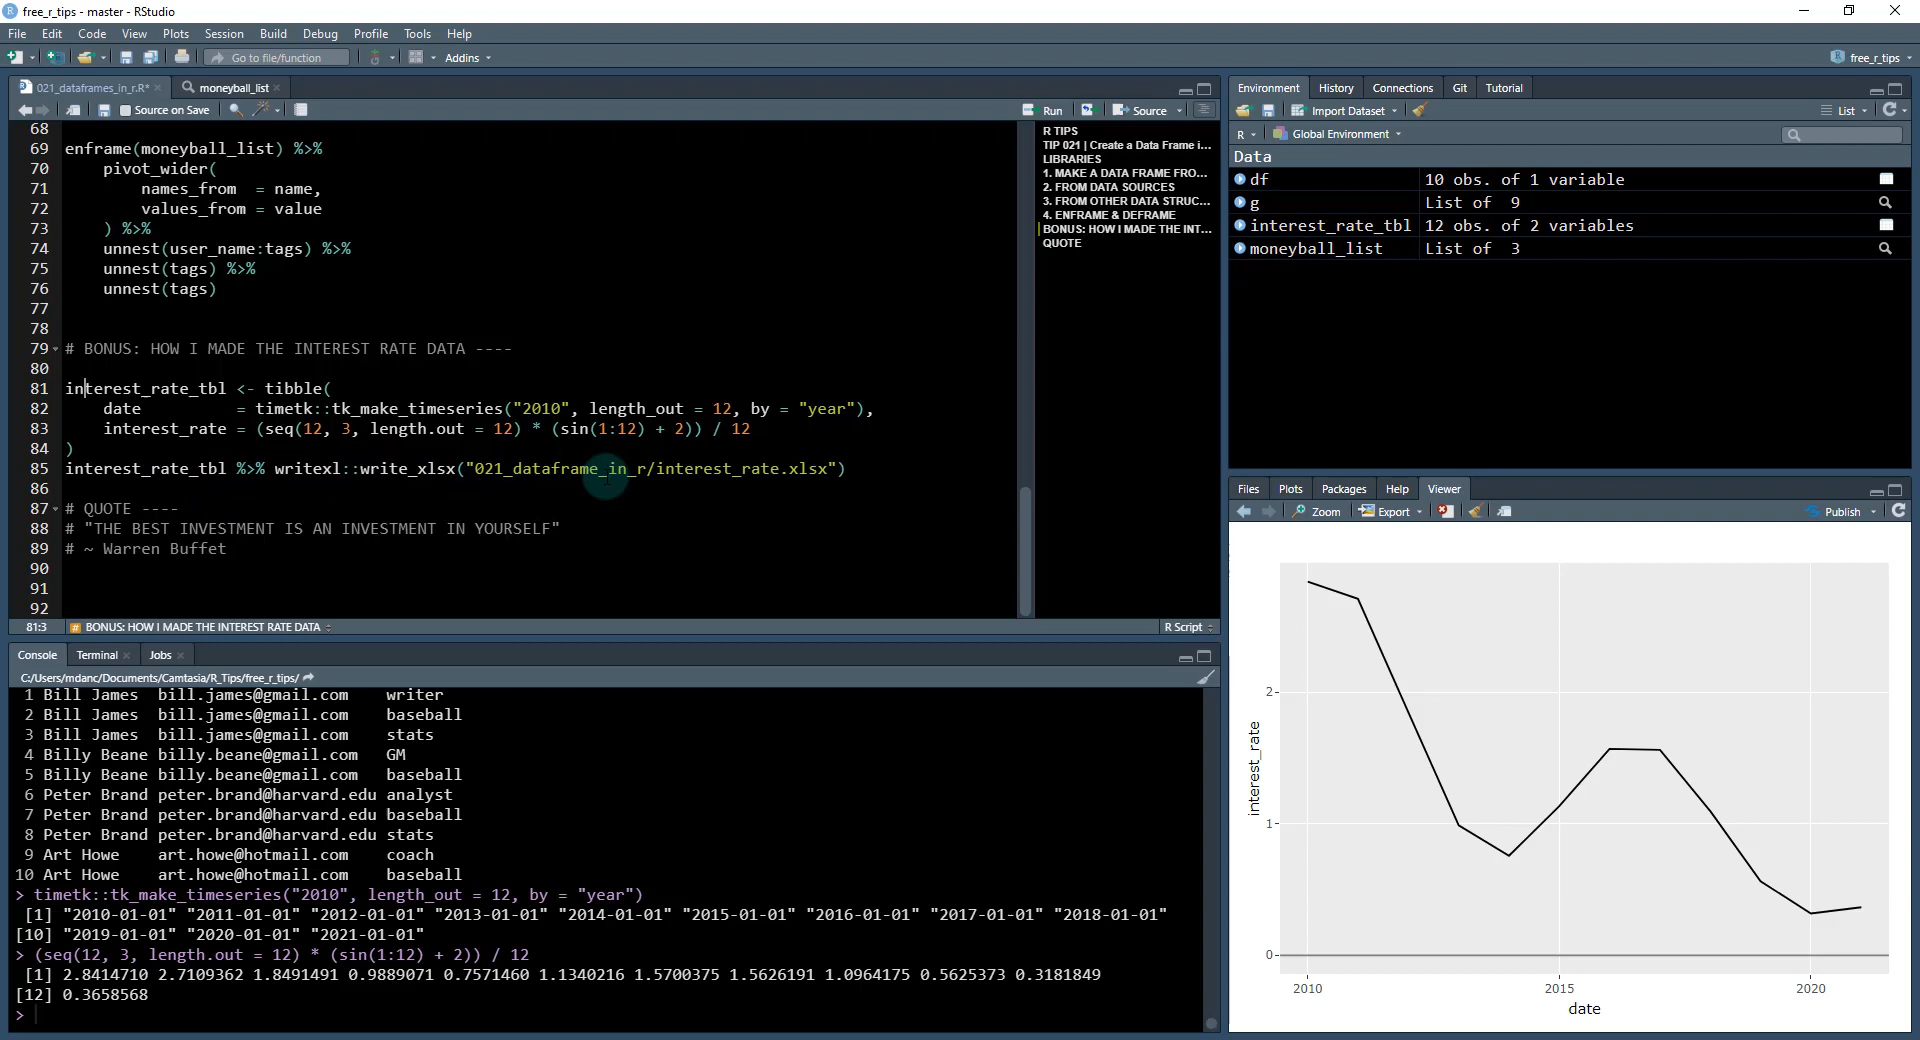 free_r_tips - master - RStudio
File Edit Code View Plots Session Build Debug Profile Tools Help
Go to file/function Addins free_r_tips
021_dataframes_in_r.R* moneyball_list
Source on Save Run Source
68
69 enframe(moneyball_list) %>%
70 pivot_wider(
71 names_from = name,
72 values_from = value
73 ) %>%
74 unnest(user_name:tags) %>%
75 unnest(tags) %>%
76 unnest(tags)
77
78
79 # BONUS: HOW I MADE THE INTEREST RATE DATA ----
80
81 interest_rate_tbl <- tibble(
82 date = timetk::tk_make_timeseries("2010", length_out = 12, by = "year"),
83 interest_rate = (seq(12, 3, length.out = 12) * (sin(1:12) + 2)) / 12
84 )
85 interest_rate_tbl %>% writexl::write_xlsx("021_dataframe_in_r/interest_rate.xlsx")
86
87 # QUOTE ----
88 # "THE BEST INVESTMENT IS AN INVESTMENT IN YOURSELF"
89 # ~ Warren Buffet
90
91
92
81:3 # BONUS: HOW I MADE THE INTEREST RATE DATA R Script
R TIPS
TIP 021 | Create a Data Frame i...
LIBRARIES
1. MAKE A DATA FRAME FRO...
2. FROM DATA SOURCES
3. FROM OTHER DATA STRUC...
4. ENFRAME & DEFRAME
BONUS: HOW I MADE THE INT...
QUOTE
Console Terminal Jobs
C:/Users/mdanc/Documents/Camtasia/R_Tips/free_r_tips/
1 Bill James bill.james@gmail.com writer
2 Bill James bill.james@gmail.com baseball
3 Bill James bill.james@gmail.com stats
4 Billy Beane billy.beane@gmail.com GM
5 Billy Beane billy.beane@gmail.com baseball
6 Peter Brand peter.brand@harvard.edu analyst
7 Peter Brand peter.brand@harvard.edu baseball
8 Peter Brand peter.brand@harvard.edu stats
9 Art Howe art.howe@hotmail.com coach
10 Art Howe art.howe@hotmail.com baseball
> timetk::tk_make_timeseries("2010", length_out = 12, by = "year")
[1] "2010-01-01" "2011-01-01" "2012-01-01" "2013-01-01" "2014-01-01" "2015-01-01" "2016-01-01" "2017-01-01" "2018-01-01"
[10] "2019-01-01" "2020-01-01" "2021-01-01"
> (seq(12, 3, length.out = 12) * (sin(1:12) + 2)) / 12
[1] 2.8414710 2.7109362 1.8491491 0.9889071 0.7571460 1.1340216 1.5700375 1.5626191 1.0964175 0.5625373 0.3181849
[12] 0.3658568
>
Environment History Connections Git Tutorial
Import Dataset List
R Global Environment
Data
df 10 obs. of 1 variable
g List of 9
interest_rate_tbl 12 obs. of 2 variables
moneyball_list List of 3
Files Plots Packages Help Viewer
Zoom Export Publish
interest_rate
2
1
0
2010 2015 2020
date